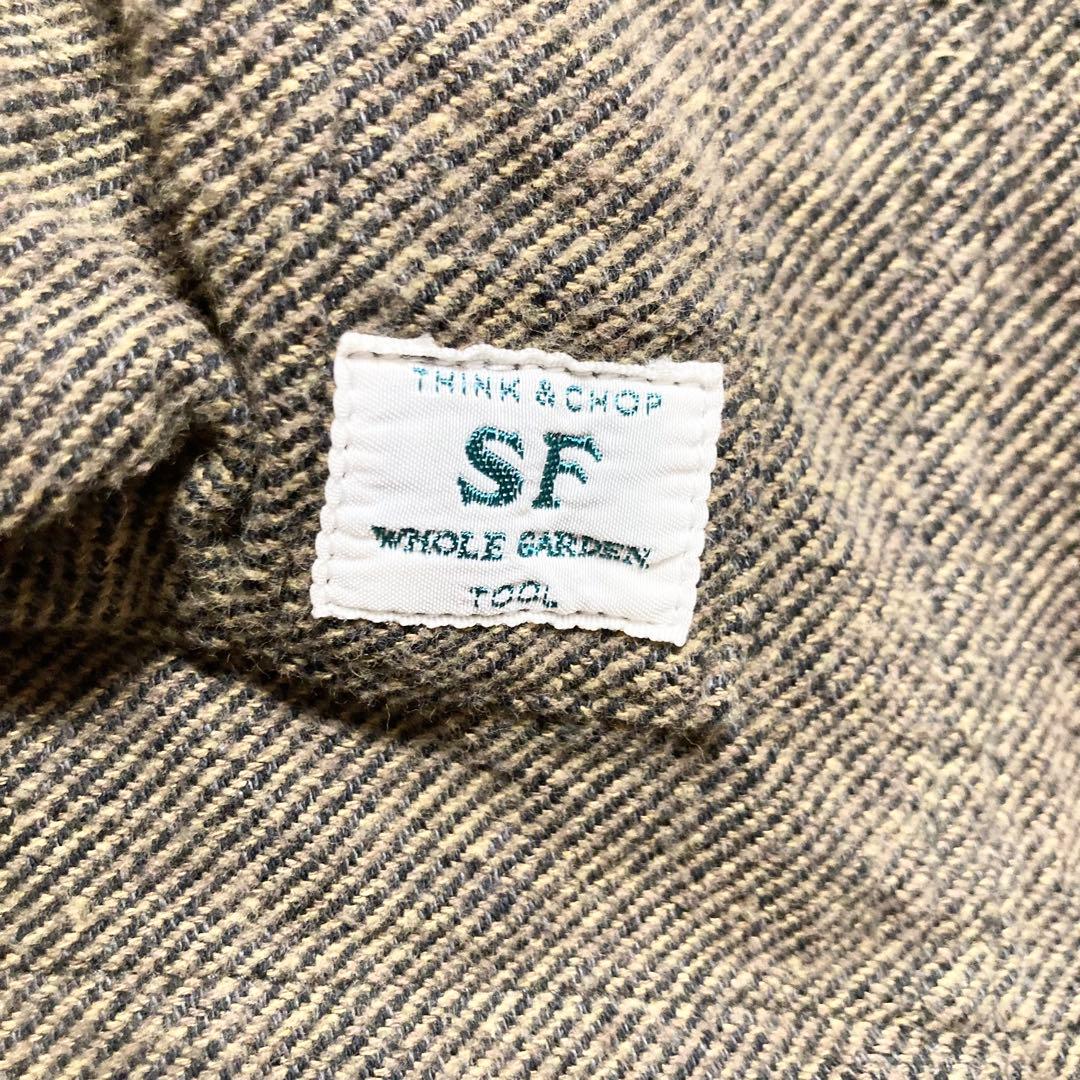 THINK & CHOP
SF
WHOLE GARDEN
TOOL